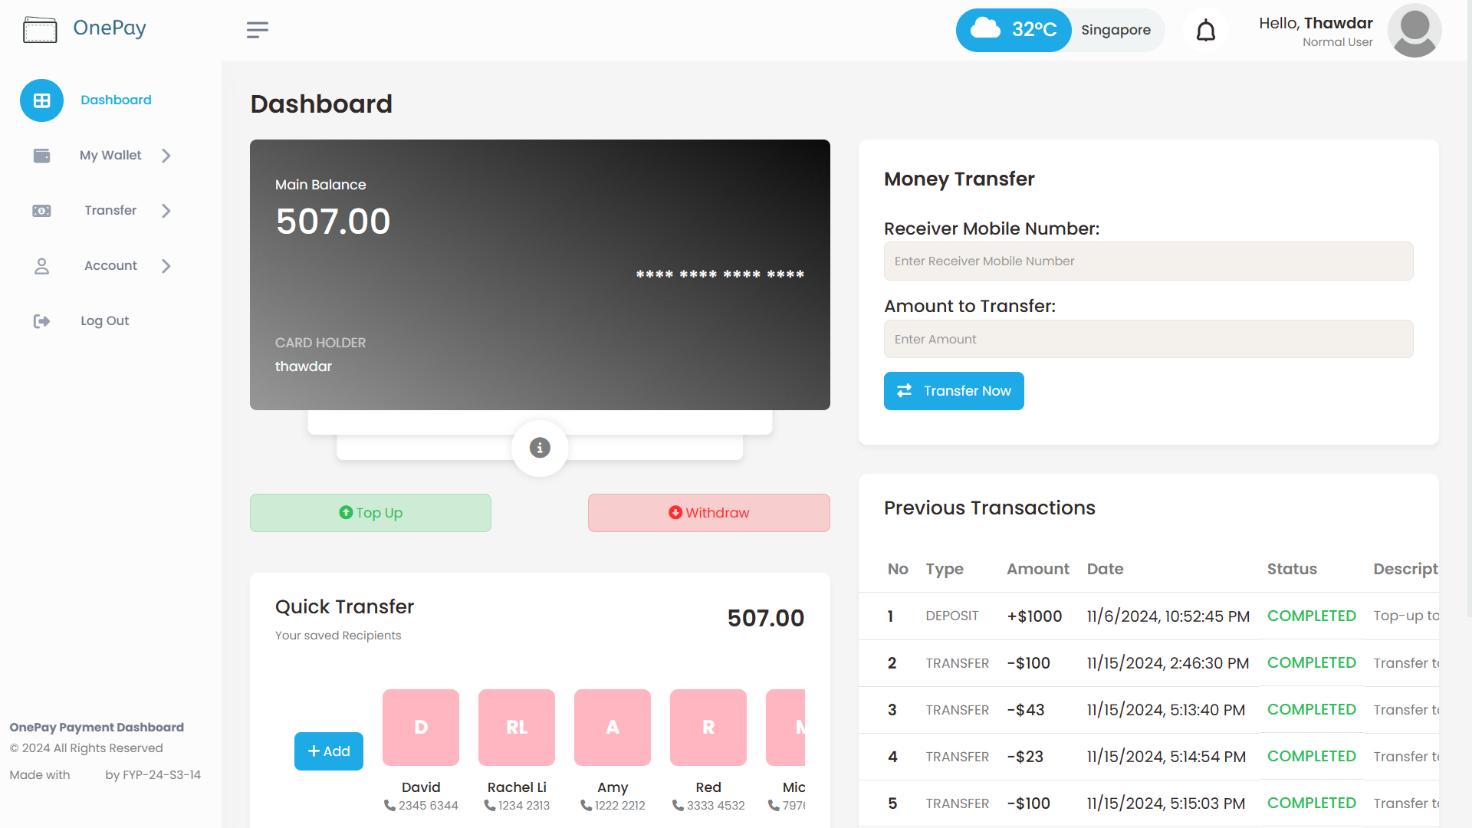 OnePay
32°C
Singapore
Hello, Thawdar
Normal User
Dashboard
My Wallet
Transfer
Account
Log Out
OnePay Payment Dashboard
© 2024 All Rights Reserved
Made with by FYP-24-S3-14
Dashboard
Main Balance
507.00
**** **** **** ****
CARD HOLDER
thawdar
Top Up
Withdraw
Quick Transfer
507.00
Your saved Recipients
+ Add
D
RL
A
R
M
David
Rachel Li
Amy
Red
Mic
2345 6344
1234 2313
1222 2212
3333 4532
7976
Money Transfer
Receiver Mobile Number:
Enter Receiver Mobile Number
Amount to Transfer:
Enter Amount
Transfer Now
Previous Transactions
No Type Amount Date Status Descript
1 DEPOSIT +$1000 11/6/2024, 10:52:45 PM COMPLETED Top-up to
2 TRANSFER -$100 11/15/2024, 2:46:30 PM COMPLETED Transfer to
3 TRANSFER -$43 11/15/2024, 5:13:40 PM COMPLETED Transfer to
4 TRANSFER -$23 11/15/2024, 5:14:54 PM COMPLETED Transfer to
5 TRANSFER -$100 11/15/2024, 5:15:03 PM COMPLETED Transfer to